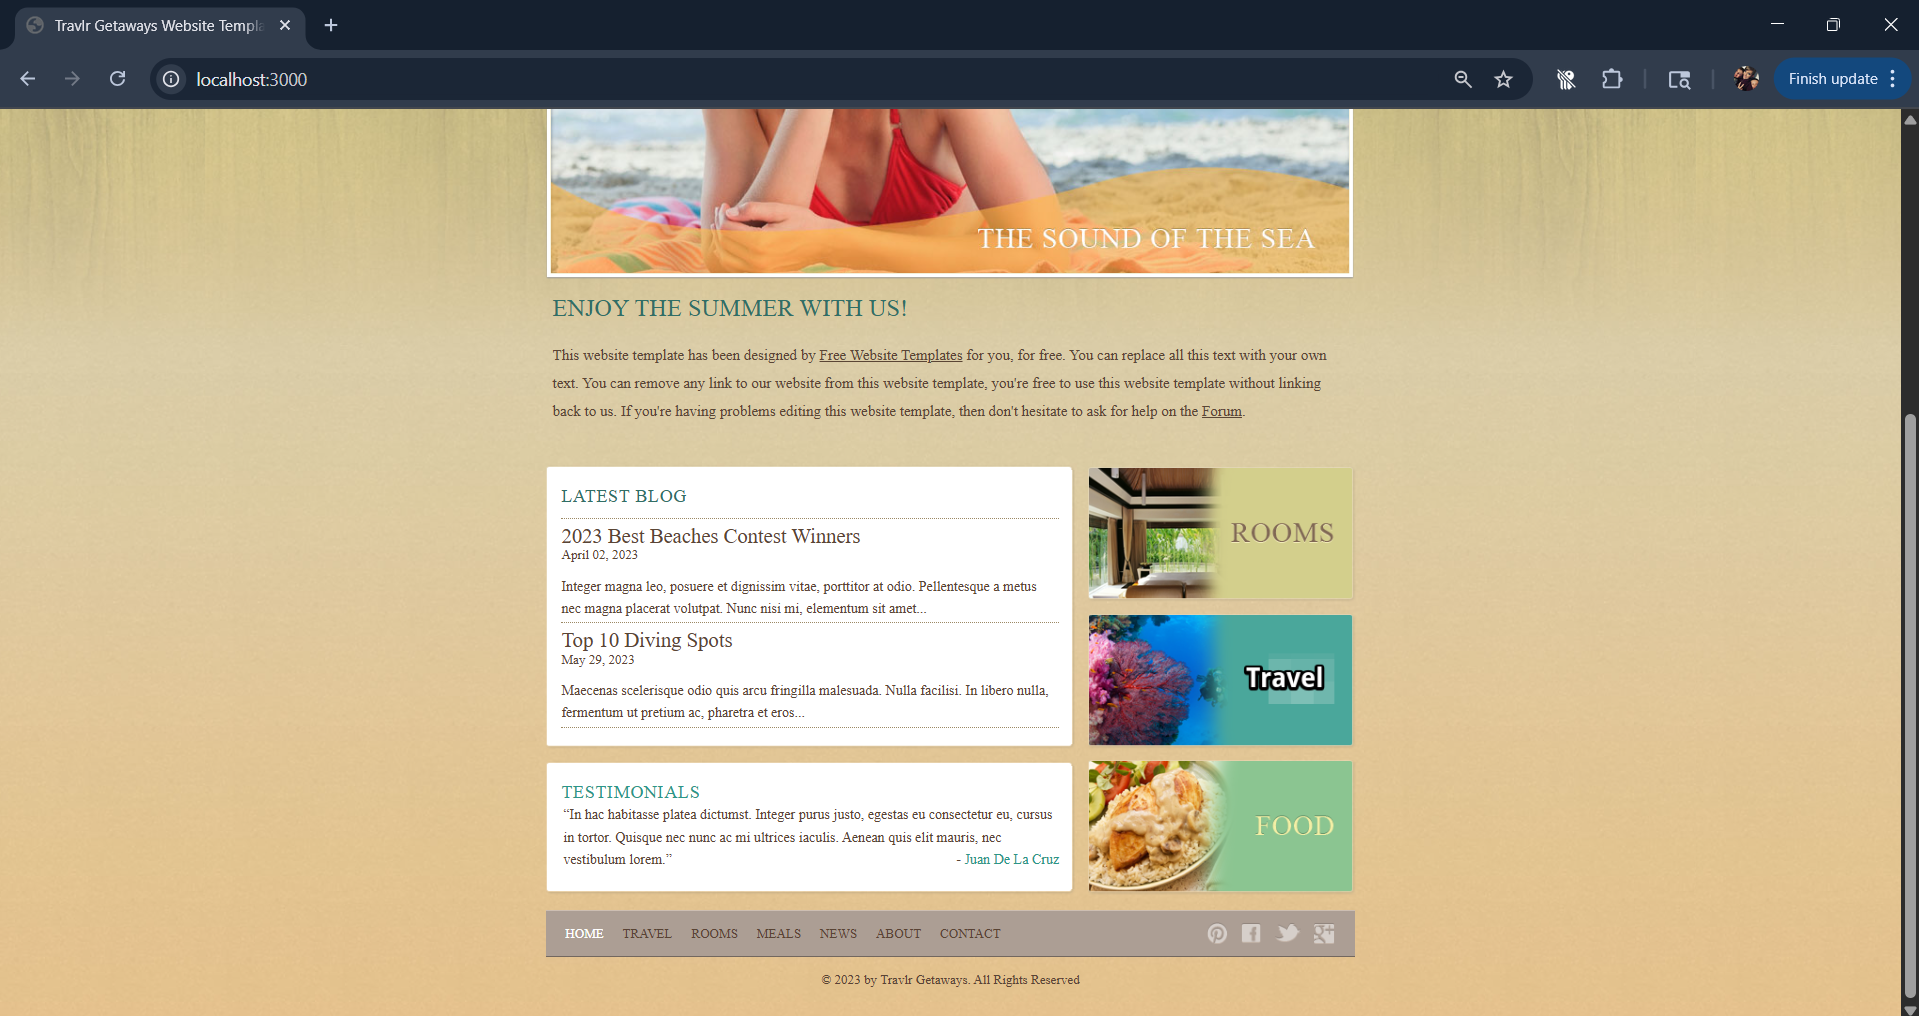 Travlr Getaways Website Templa
localhost:3000
Finish update
THE SOUND OF THE SEA
ENJOY THE SUMMER WITH US!
This website template has been designed by Free Website Templates for you, for free. You can replace all this text with your own
text. You can remove any link to our website from this website template, you're free to use this website template without linking
back to us. If you're having problems editing this website template, then don't hesitate to ask for help on the Forum.
LATEST BLOG
2023 Best Beaches Contest Winners
April 02, 2023
Integer magna leo, posuere et dignissim vitae, porttitor at odio. Pellentesque a metus
nec magna placerat volutpat. Nunc nisi mi, elementum sit amet...
Top 10 Diving Spots
May 29, 2023
Maecenas scelerisque odio quis arcu fringilla malesuada. Nulla facilisi. In libero nulla,
fermentum ut pretium ac, pharetra et eros...
TESTIMONIALS
“In hac habitasse platea dictumst. Integer purus justo, egestas eu consectetur eu, cursus
in tortor. Quisque nec nunc ac mi ultrices iaculis. Aenean quis elit mauris, nec
vestibulum lorem.” - Juan De La Cruz
ROOMS
Travel
FOOD
HOME TRAVEL ROOMS MEALS NEWS ABOUT CONTACT
© 2023 by Travlr Getaways. All Rights Reserved